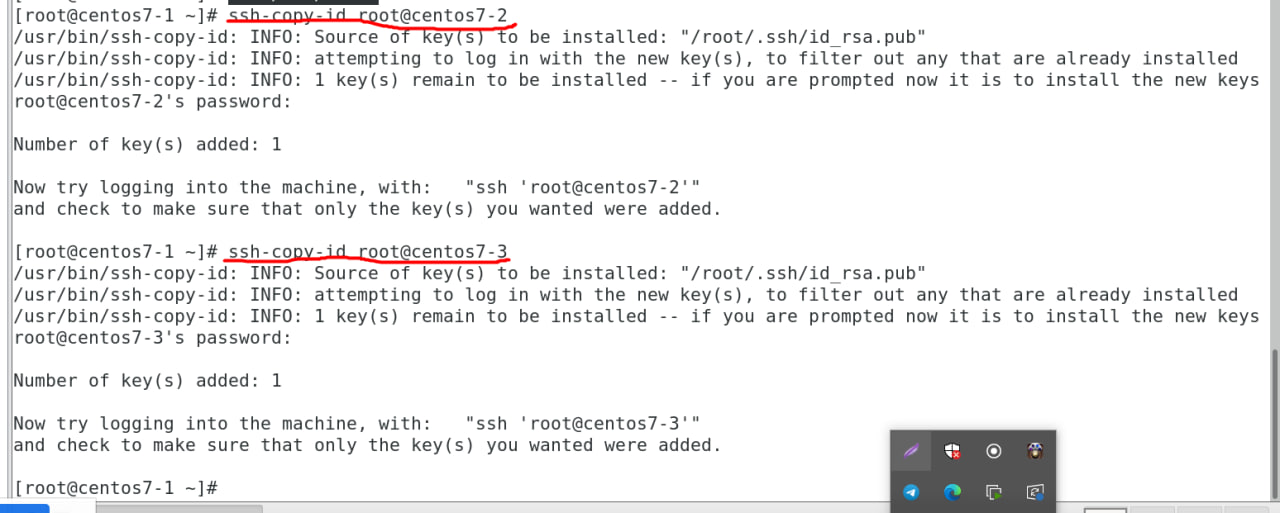 [root@centos7-1 ~]# ssh-copy-id root@centos7-2
/usr/bin/ssh-copy-id: INFO: Source of key(s) to be installed: "/root/.ssh/id_rsa.pub"
/usr/bin/ssh-copy-id: INFO: attempting to log in with the new key(s), to filter out any that are already installed
/usr/bin/ssh-copy-id: INFO: 1 key(s) remain to be installed -- if you are prompted now it is to install the new keys
root@centos7-2's password:
Number of key(s) added: 1
Now try logging into the machine, with:   "ssh 'root@centos7-2'"
and check to make sure that only the key(s) you wanted were added.
[root@centos7-1 ~]# ssh-copy-id root@centos7-3
/usr/bin/ssh-copy-id: INFO: Source of key(s) to be installed: "/root/.ssh/id_rsa.pub"
/usr/bin/ssh-copy-id: INFO: attempting to log in with the new key(s), to filter out any that are already installed
/usr/bin/ssh-copy-id: INFO: 1 key(s) remain to be installed -- if you are prompted now it is to install the new keys
root@centos7-3's password:
Number of key(s) added: 1
Now try logging into the machine, with:   "ssh 'root@centos7-3'"
and check to make sure that only the key(s) you wanted were added.
[root@centos7-1 ~]#